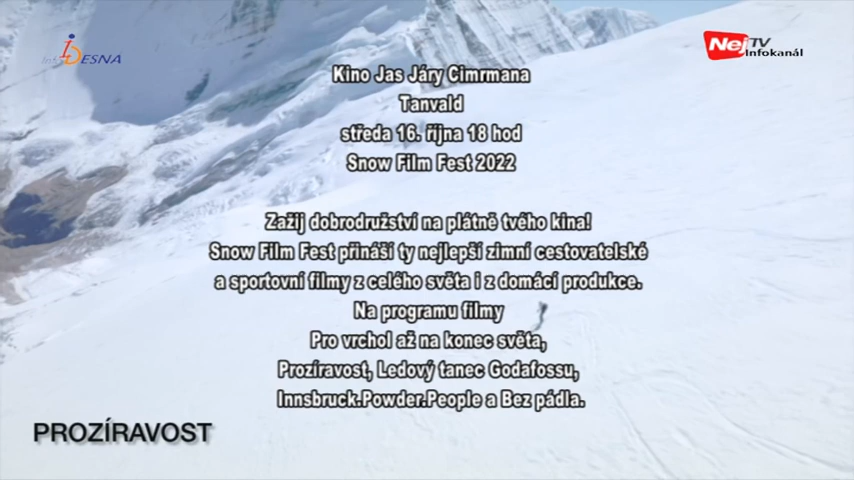 Info DESNA
Nej TV
Infokanál
Kino Jas Járy Cimrmana
Tanvald
středa 16. října 18 hod
Snow Film Fest 2022
Zažij dobrodružství na plátně tvého kina!
Snow Film Fest přináší ty nejlepší zimní cestovatelské
a sportovní filmy z celého světa i z domácí produkce.
Na programu filmy
Pro vrchol až na konec světa,
Prozíravost, Ledový tanec Godafossu,
Innsbruck.Powder.People a Bez pádla.
PROZÍRAVOST